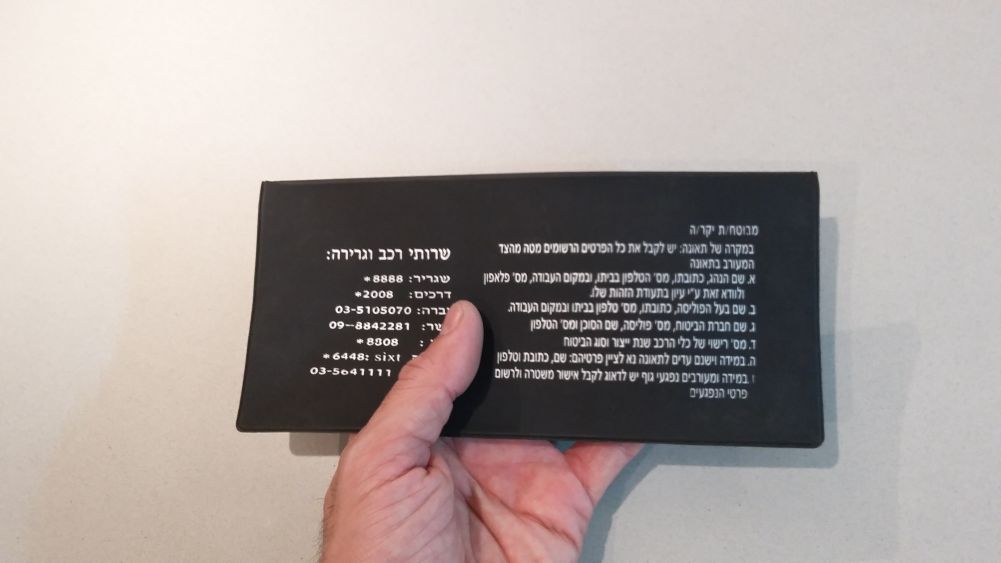 מבוטח/ת יקר/ה
במקרה של תאונה: יש לקבל את כל הפרטים הרשומים מטה מהצד
המעורב בתאונה
א. שם הנהג, כתובתו, מס' הטלפון בביתו, ובמקום העבודה, מס' פלאפון
ולוודא זאת ע"י עיון בתעודת הזהות שלו.
ב. שם בעל הפוליסה, כתובתו, מס' טלפון בביתו ובמקום העבודה.
ג. שם חברת הביטוח, מס' פוליסה, שם הסוכן ומס' הטלפון
ד. מס' רישוי של כלי הרכב שנת ייצור וסוג הביטוח
ה. במידה וישנם עדים לתאונה נא לציין פרטיהם: שם, כתובת וטלפון
ו. במידה ומעורבים נפגעי גוף יש לדאוג לקבל אישור משטרה ולרשום
פרטי הנפגעים
שרותי רכב וגרירה:
שגריר: 8888*
דרכים: 2008*
03-5105070
09-8842281
8808*
sixt :6448*
03-5641111